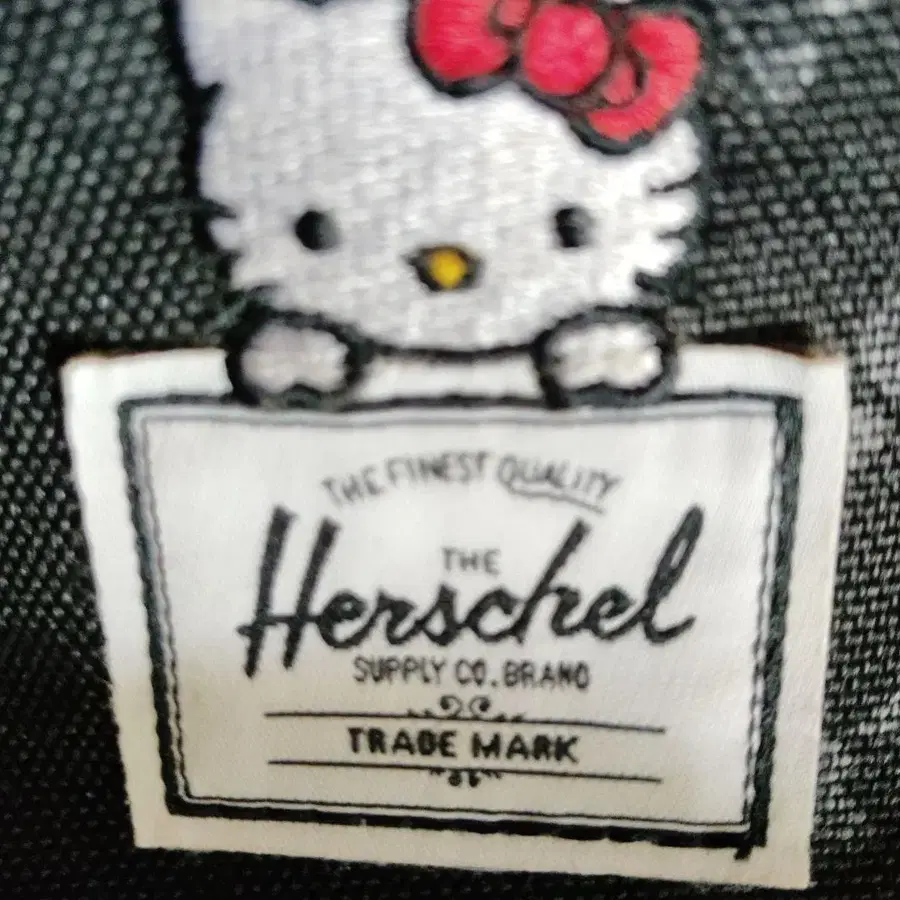 THE FINEST QUALITY
THE
Herschel
SUPPLY CO. BRAND
TRADE MARK